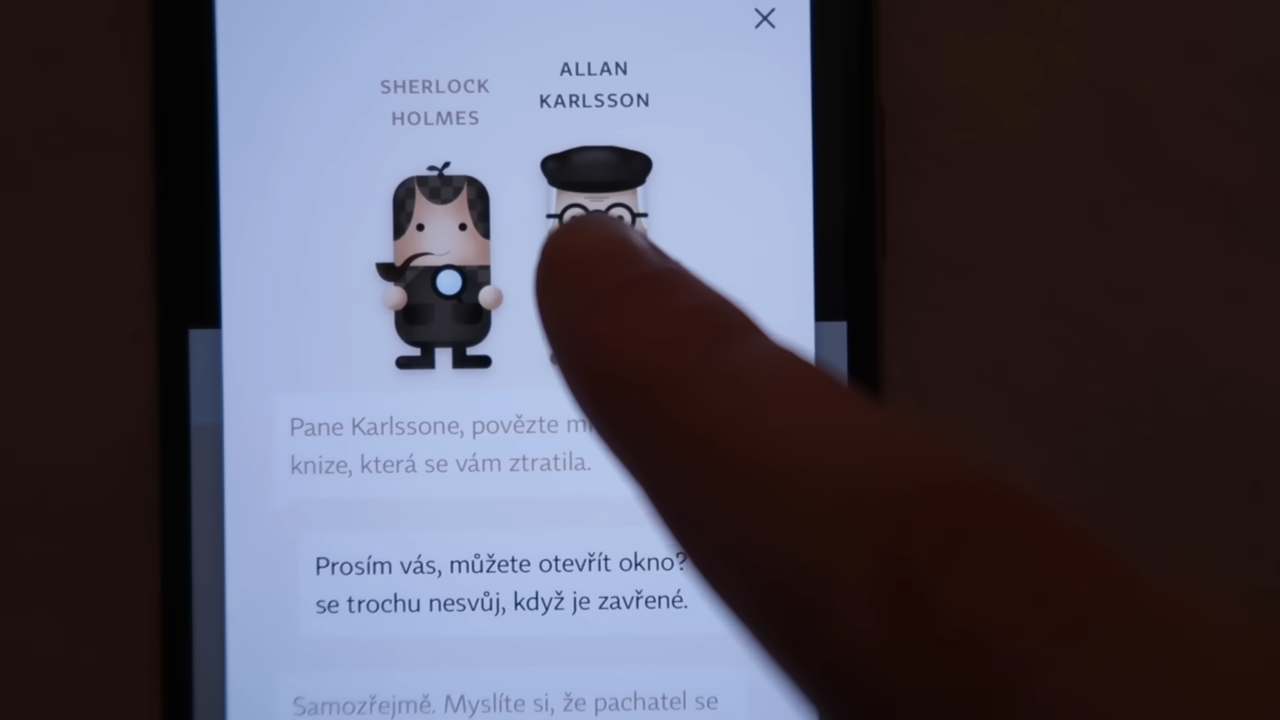 SHERLOCK
HOLMES
ALLAN
KARLSSON
Pane Karlssone, povězte
knize, která se vám ztratila.
Prosím vás, můžete otevřít okno?
se trochu nesvůj, když je zavřené.
Samozřejmě. Myslíte si, že pachatel se